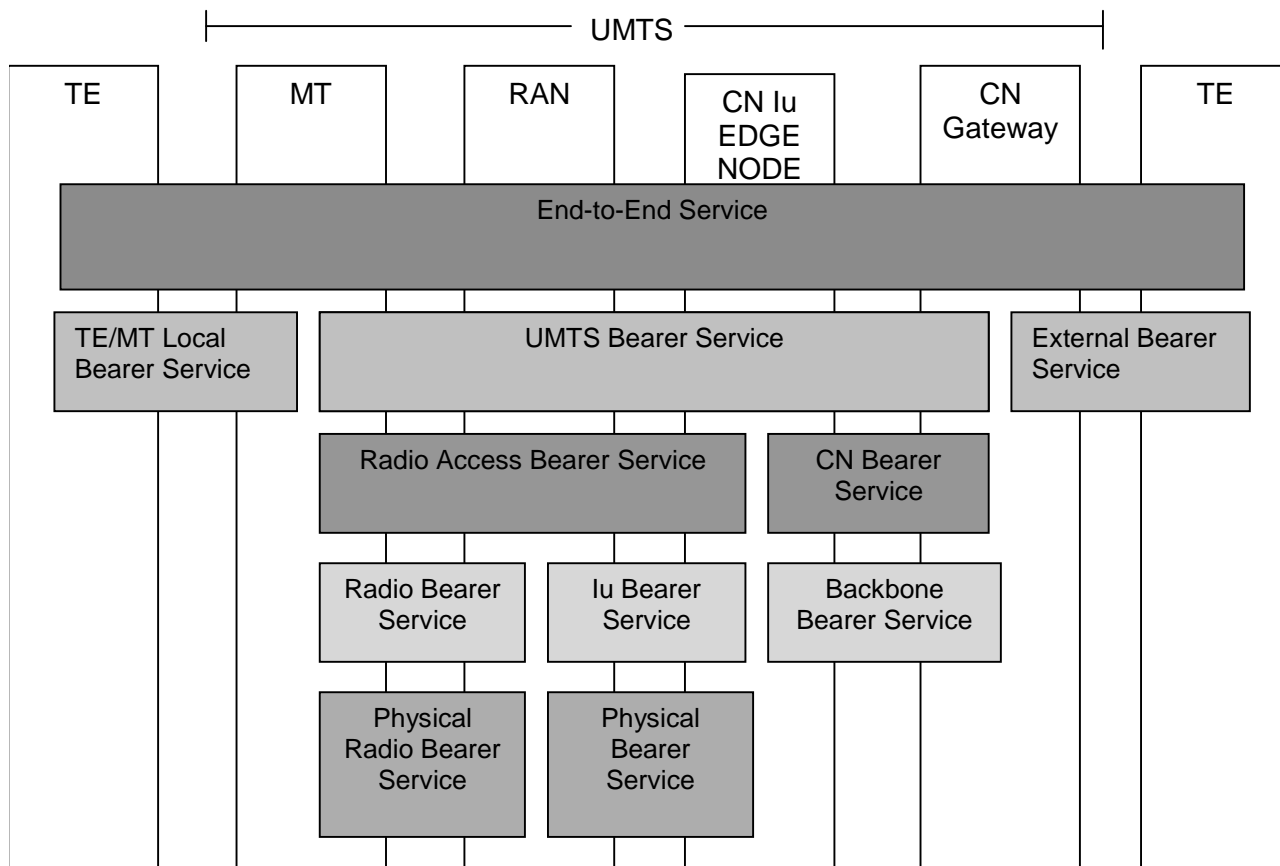 UMTS
TE
MT
RAN
CN Iu
EDGE
NODE
CN
Gateway
TE
End-to-End Service
TE/MT Local
Bearer Service
UMTS Bearer Service
External Bearer
Service
Radio Access Bearer Service
CN Bearer
Service
Radio Bearer
Service
Iu Bearer
Service
Backbone
Bearer Service
Physical
Radio Bearer
Service
Physical
Bearer
Service